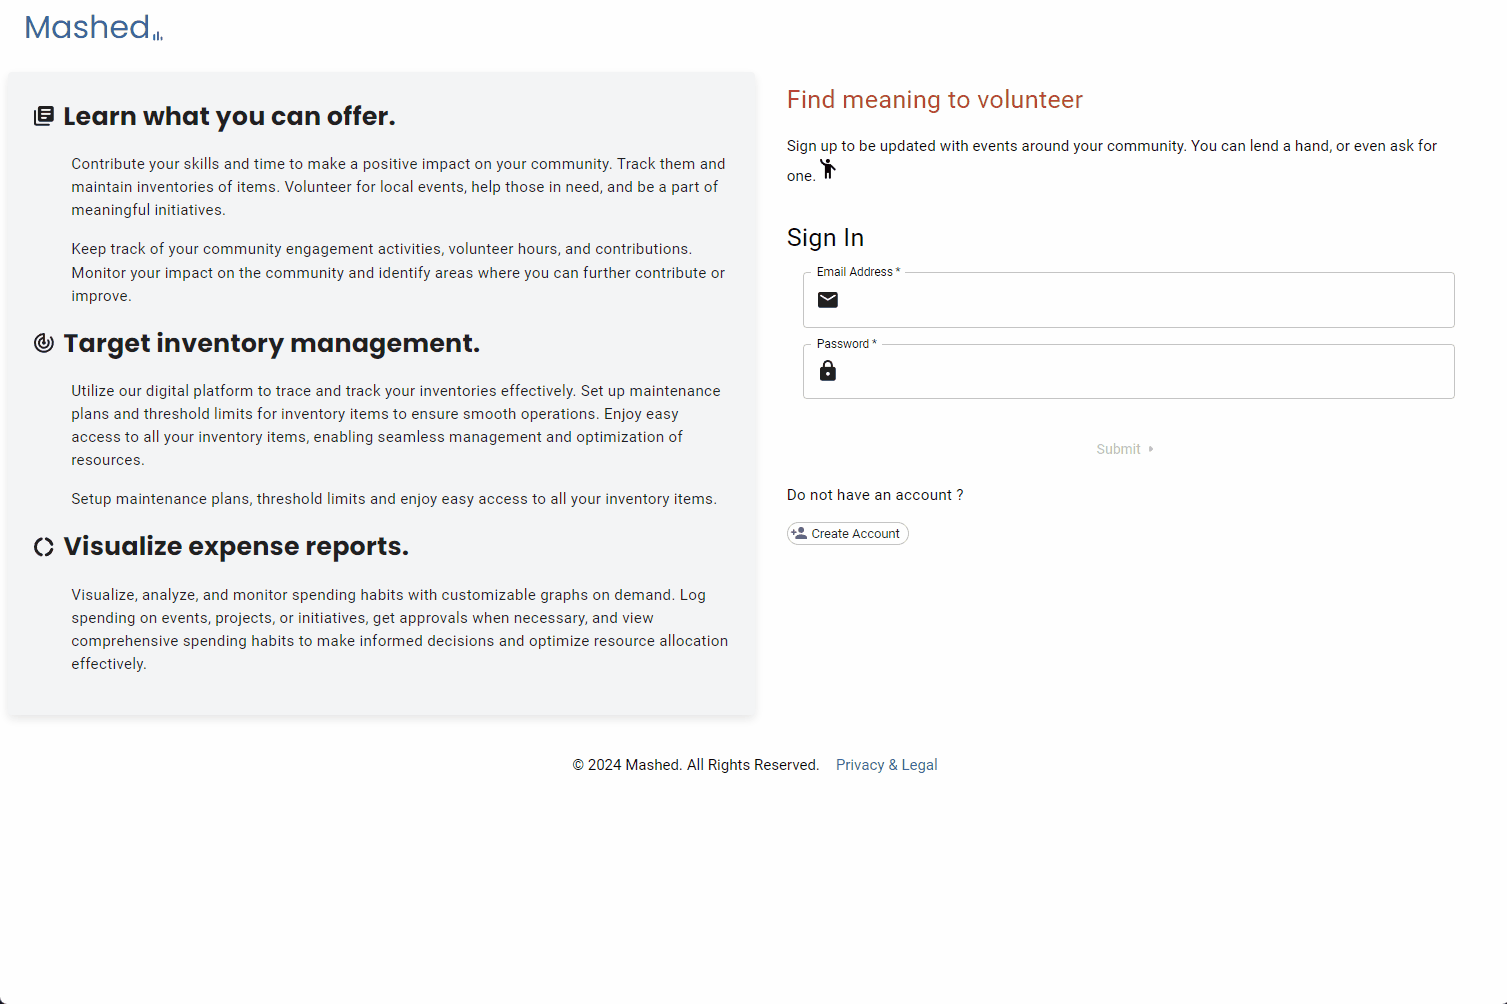 Mashed
Learn what you can offer.
Contribute your skills and time to make a positive impact on your community. Track them and
maintain inventories of items. Volunteer for local events, help those in need, and be a part of
meaningful initiatives.
Keep track of your community engagement activities, volunteer hours, and contributions.
Monitor your impact on the community and identify areas where you can further contribute or
improve.
Target inventory management.
Utilize our digital platform to trace and track your inventories effectively. Set up maintenance
plans and threshold limits for inventory items to ensure smooth operations. Enjoy easy
access to all your inventory items, enabling seamless management and optimization of
resources.
Setup maintenance plans, threshold limits and enjoy easy access to all your inventory items.
Visualize expense reports.
Visualize, analyze, and monitor spending habits with customizable graphs on demand. Log
spending on events, projects, or initiatives, get approvals when necessary, and view
comprehensive spending habits to make informed decisions and optimize resource allocation
effectively.
Find meaning to volunteer
Sign up to be updated with events around your community. You can lend a hand, or even ask for
one.
Sign In
Email Address *
Password *
Submit
Do not have an account ?
Create Account
© 2024 Mashed. All Rights Reserved. Privacy & Legal